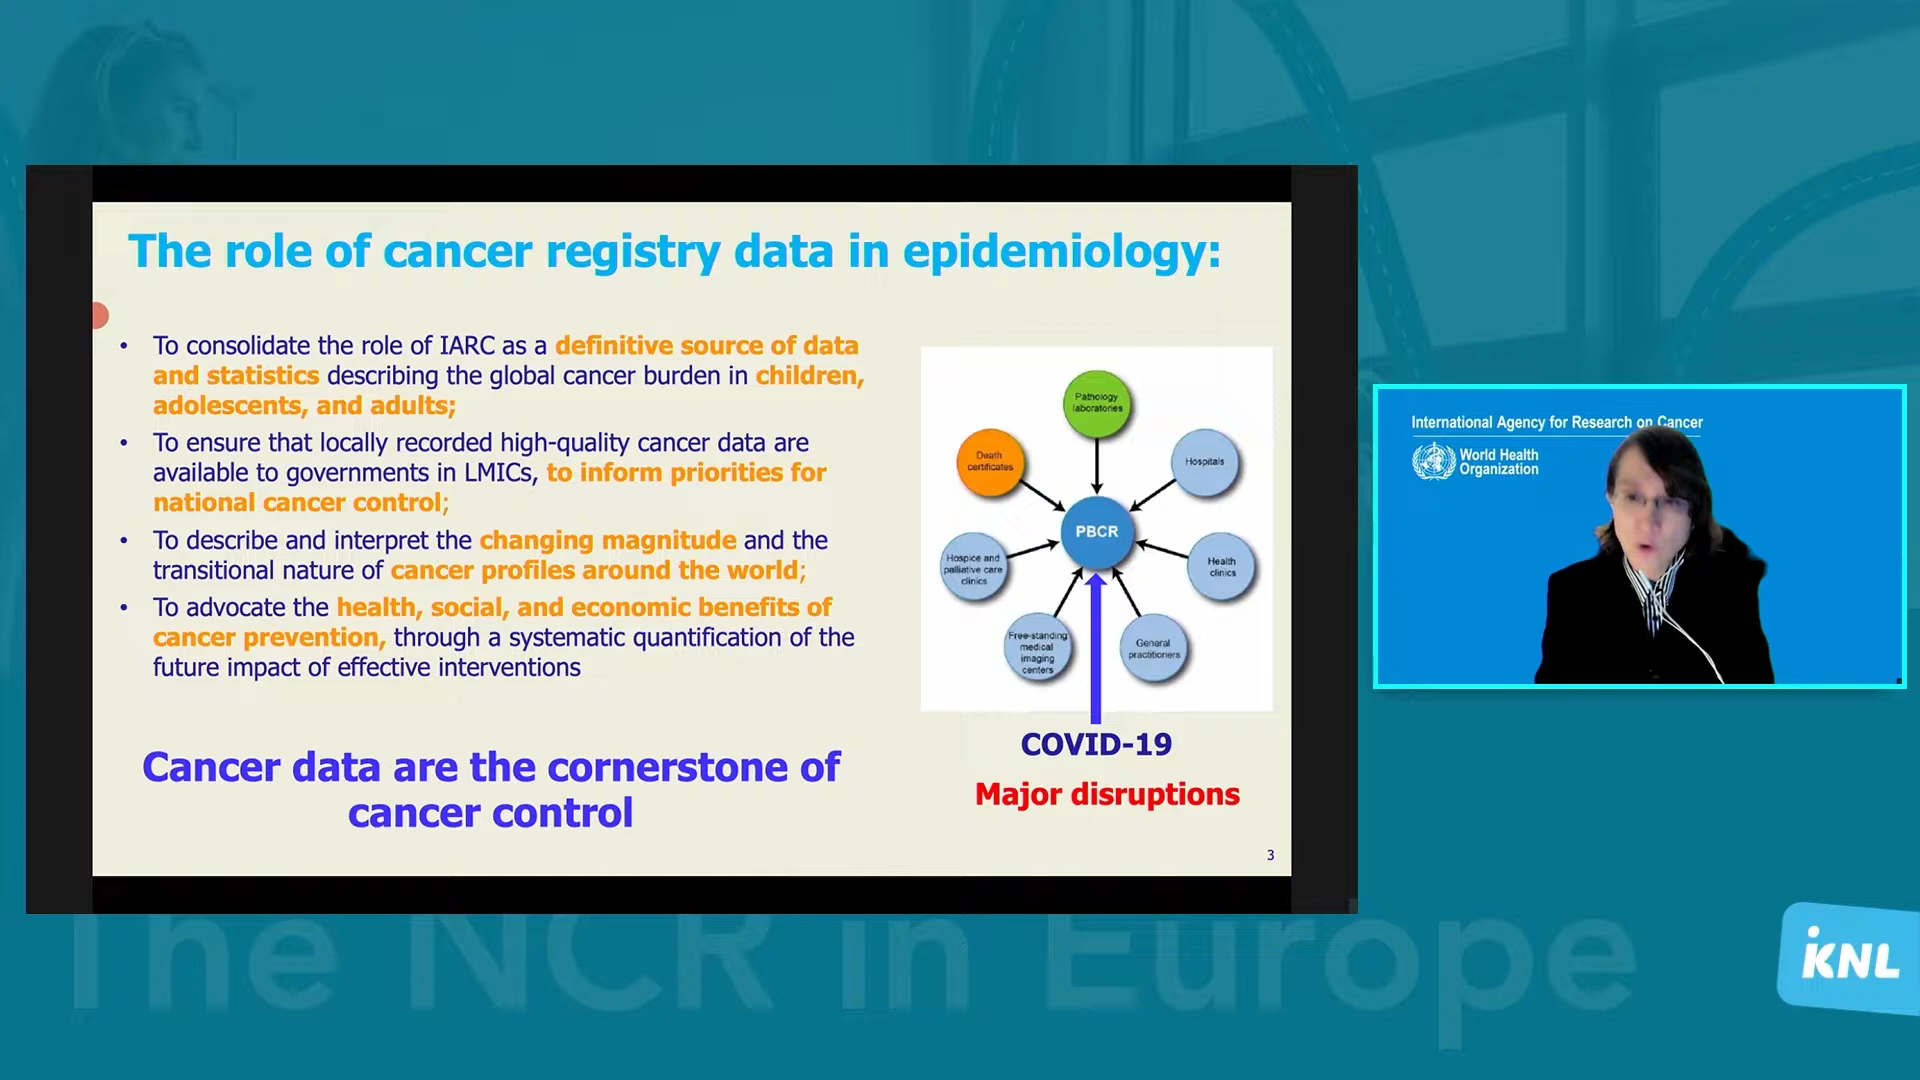 The role of cancer registry data in epidemiology:
• To consolidate the role of IARC as a definitive source of data
and statistics describing the global cancer burden in children,
adolescents, and adults;
• To ensure that locally recorded high-quality cancer data are
available to governments in LMICs, to inform priorities for
national cancer control;
• To describe and interpret the changing magnitude and the
transitional nature of cancer profiles around the world;
• To advocate the health, social, and economic benefits of
cancer prevention, through a systematic quantification of the
future impact of effective interventions
Cancer data are the cornerstone of
cancer control
Pathology
laboratories
Death
certificates
Hospitals
PBCR
Hospice and
palliative care
clinics
Health
clinics
Free-standing
medical
imaging
centers
General
practitioners
COVID-19
Major disruptions
3
International Agency for Research on Cancer
World Health
Organization
The NCR in Europe
iKNL